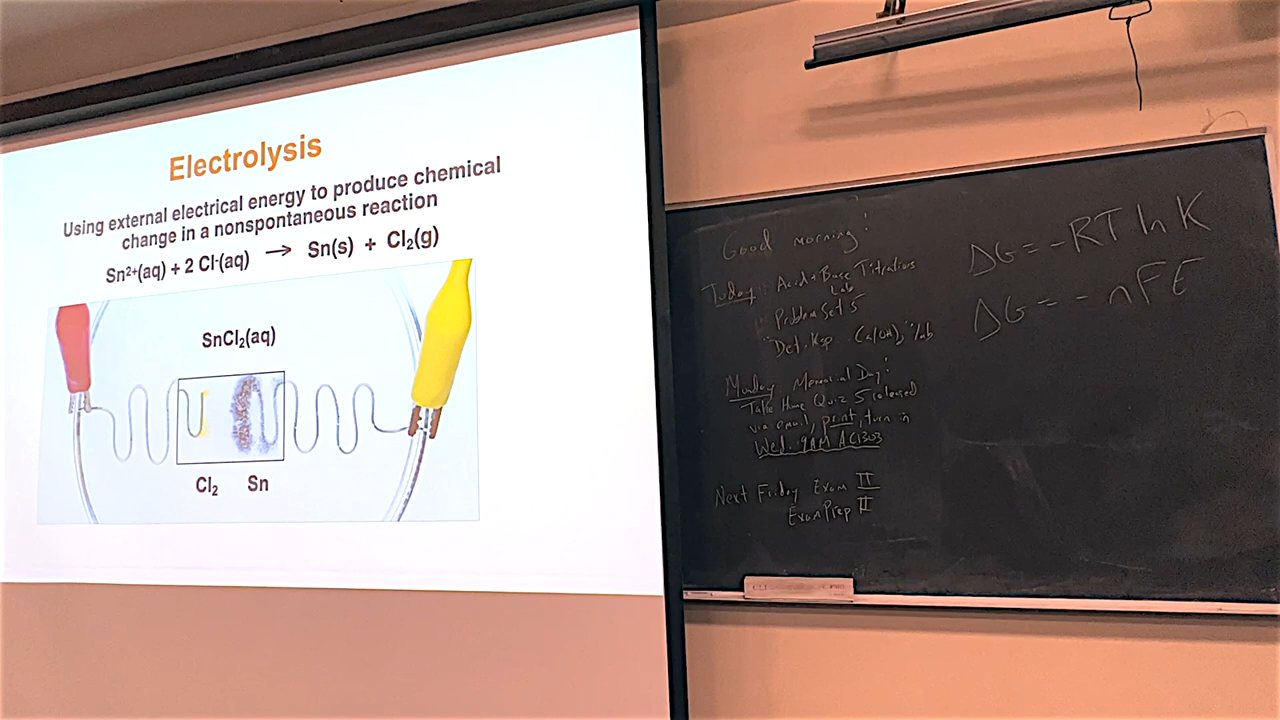 Electrolysis
Using external electrical energy to produce chemical
change in a nonspontaneous reaction
Sn²⁺(aq) + 2 Cl⁻(aq) → Sn(s) + Cl₂(g)
SnCl₂(aq)
Cl₂ Sn
Good morning!
Today: Acid + Base Titrations
Lab
Problem Set 5
"Det. Ksp Ca(OH)₂" Lab
Monday Memorial Day!
Take Home Quiz 5 released
via email, print, turn in
Wed. 9AM AC1303
Next Friday Exam II
Exam Prep II
ΔG = -RT ln K
ΔG = - nFE